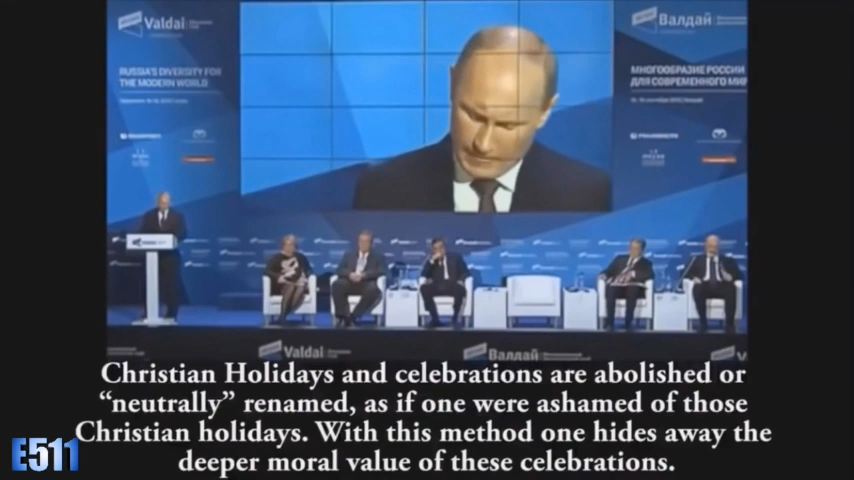 Valdai
Валдай
RUSSIA'S DIVERSITY FOR
THE MODERN WORLD
МНОГООБРАЗИЕ РОССИИ
ДЛЯ СОВРЕМЕННОГО МИ
Valdai
Валдай
Christian Holidays and celebrations are abolished or
“neutrally” renamed, as if one were ashamed of those
Christian holidays. With this method one hides away the
deeper moral value of these celebrations.
E511